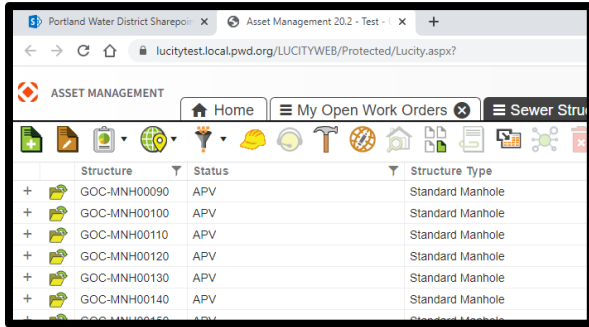 Portland Water District Sharepoin
Asset Management 20.2 - Test -
lucitytest.local.pwd.org/LUCITYWEB/Protected/Lucity.aspx?
ASSET MANAGEMENT
Home
My Open Work Orders
Sewer Stru
Structure Status Structure Type
+ GOC-MNH00090 APV Standard Manhole
+ GOC-MNH00100 APV Standard Manhole
+ GOC-MNH00110 APV Standard Manhole
+ GOC-MNH00120 APV Standard Manhole
+ GOC-MNH00130 APV Standard Manhole
+ GOC-MNH00140 APV Standard Manhole